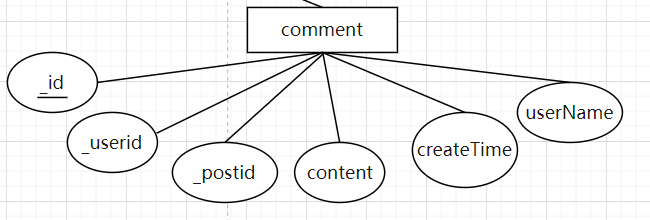 comment
_id
_userid
_postid
content
createTime
userName